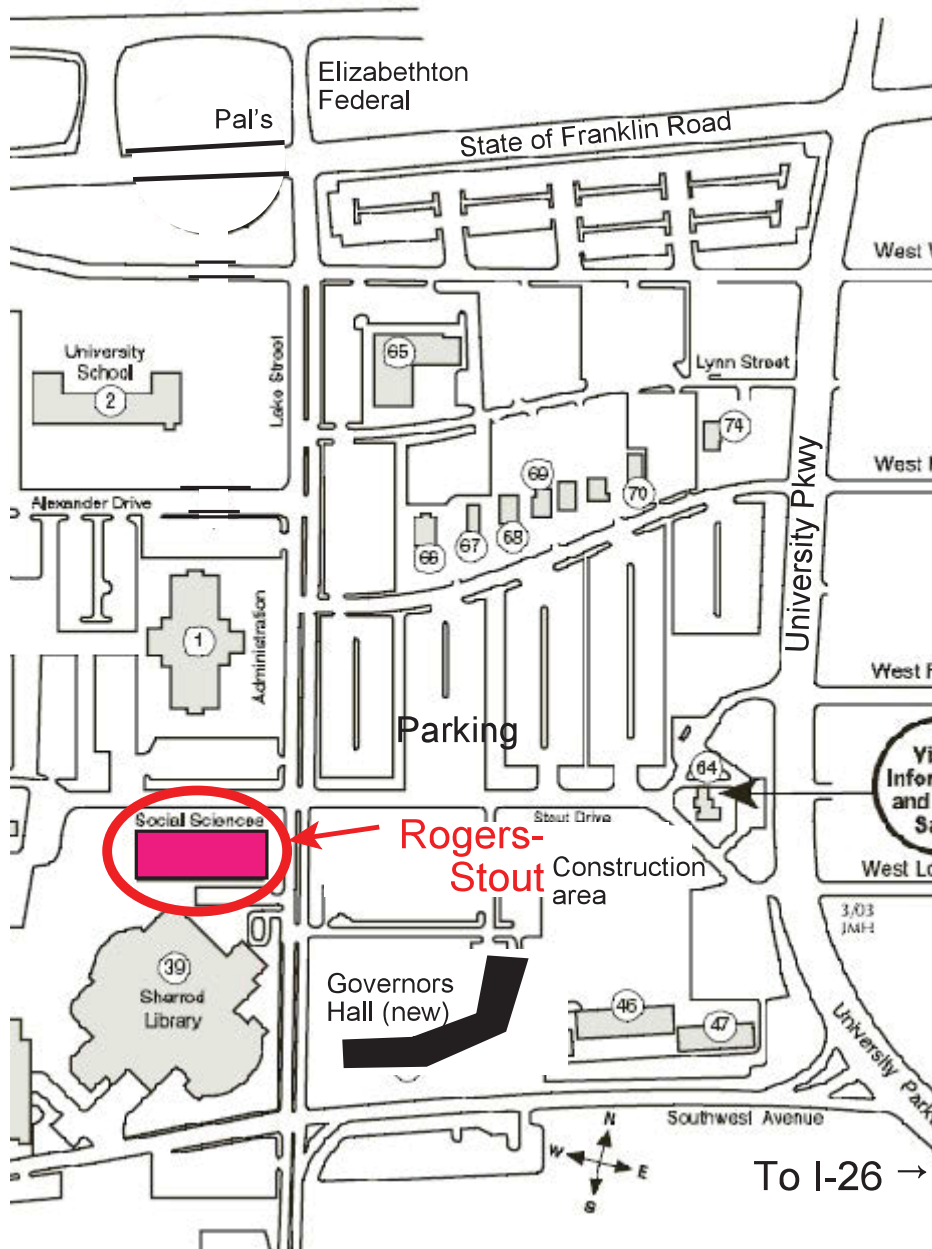 Elizabethton
Federal
Pal's
State of Franklin Road
West
65
University
School
2
Lake Street
Lynn Street
74
69
70
West
Alexander Drive
68
67
66
University Pkwy
1
Administration
West
Parking
64
Social Sciences
Stout Drive
Rogers-
Stout
Construction
area
West
3/03
JMH
39
Sherrod
Library
Governors
Hall (new)
46
47
University
Southwest Avenue
N
W
E
S
To I-26 →